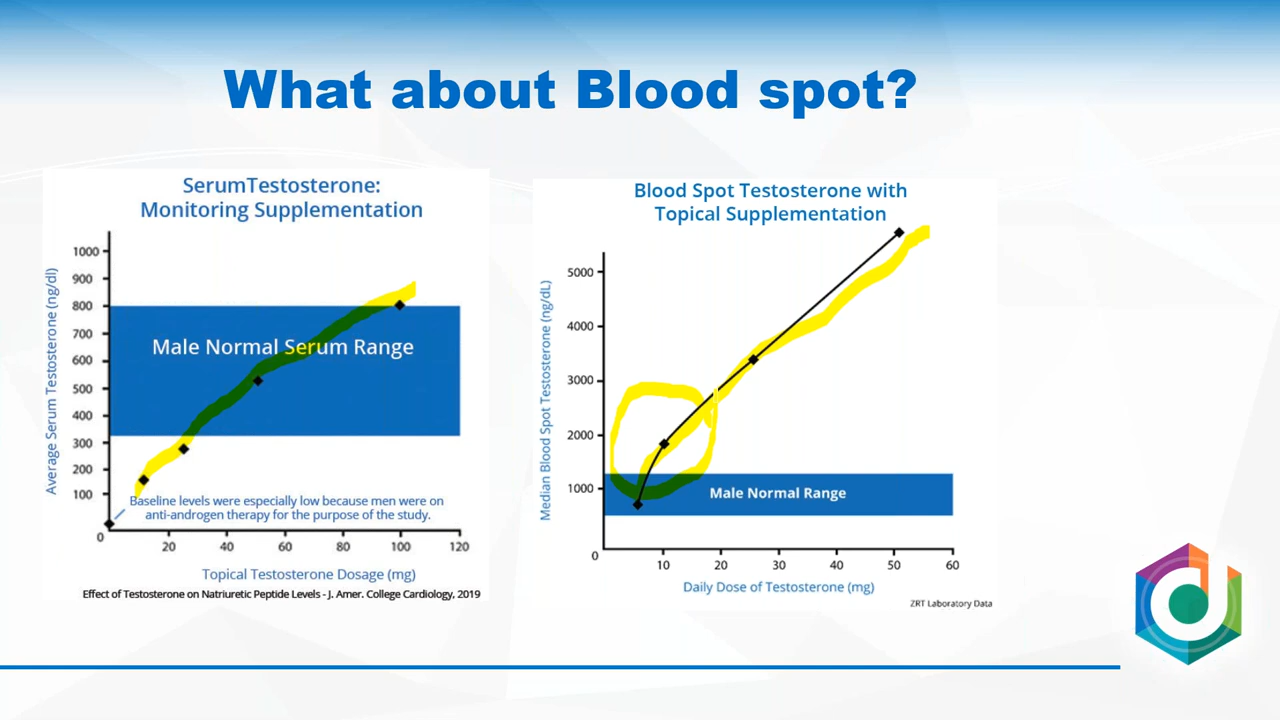 What about Blood spot?
SerumTestosterone:
Monitoring Supplementation
Average Serum Testosterone (ng/dl)
1000
900
800
700
600
500
400
300
200
100
0
Male Normal Serum Range
Baseline levels were especially low because men were on
anti-androgen therapy for the purpose of the study.
20
40
60
80
100
120
Topical Testosterone Dosage (mg)
Effect of Testosterone on Natriuretic Peptide Levels - J. Amer. College Cardiology, 2019
Blood Spot Testosterone with
Topical Supplementation
Median Blood Spot Testosterone (ng/dL)
5000
4000
3000
2000
1000
0
Male Normal Range
10
20
30
40
50
60
Daily Dose of Testosterone (mg)
ZRT Laboratory Data